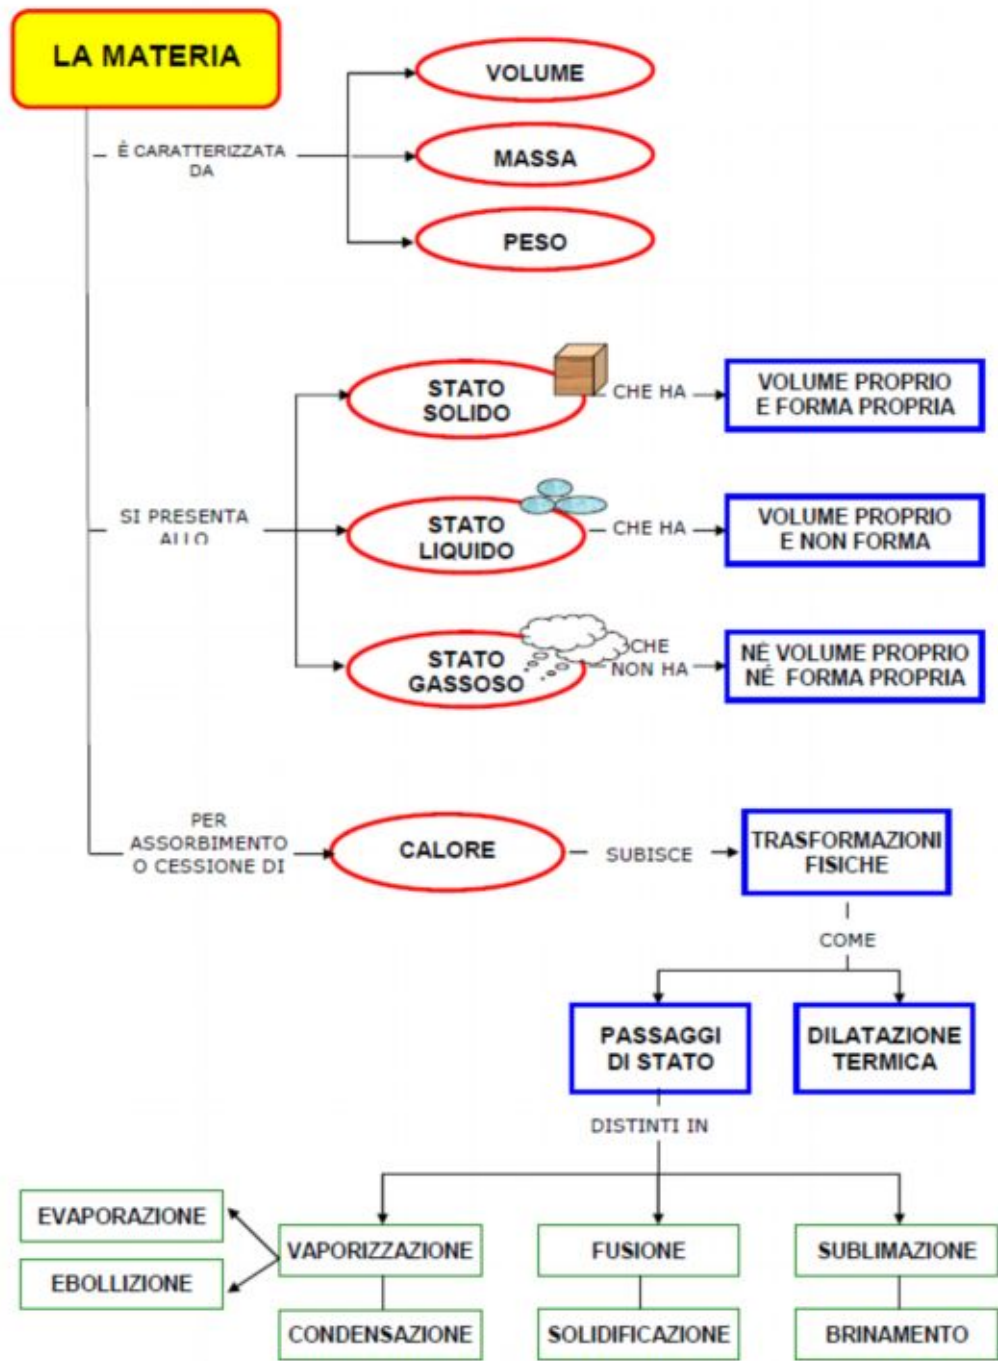 LA MATERIA
VOLUME
È CARATTERIZZATA
DA
MASSA
PESO
STATO
SOLIDO
CHE HA
VOLUME PROPRIO
E FORMA PROPRIA
SI PRESENTA
ALLO
STATO
LIQUIDO
CHE HA
VOLUME PROPRIO
E NON FORMA
STATO
GASSOSO
CHE
NON HA
NÈ VOLUME PROPRIO
NÈ FORMA PROPRIA
PER
ASSORBIMENTO
O CESSIONE DI
CALORE
SUBISCE
TRASFORMAZIONI
FISICHE
COME
PASSAGGI
DI STATO
DILATAZIONE
TERMICA
DISTINTI IN
EVAPORAZIONE
EBOLLIZIONE
VAPORIZZAZIONE
FUSIONE
SUBLIMAZIONE
CONDENSAZIONE
SOLIDIFICAZIONE
BRINAMENTO